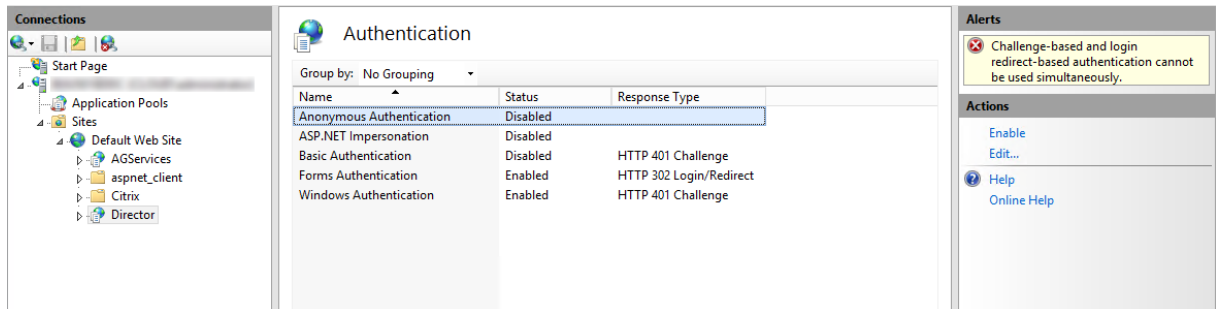 Connections
Start Page
Application Pools
Sites
Default Web Site
AGServices
aspnet_client
Citrix
Director
Authentication
Group by: No Grouping
Name Status Response Type
Anonymous Authentication Disabled
ASP.NET Impersonation Disabled
Basic Authentication Disabled HTTP 401 Challenge
Forms Authentication Enabled HTTP 302 Login/Redirect
Windows Authentication Enabled HTTP 401 Challenge
Alerts
Challenge-based and login
redirect-based authentication cannot
be used simultaneously.
Actions
Enable
Edit...
Help
Online Help